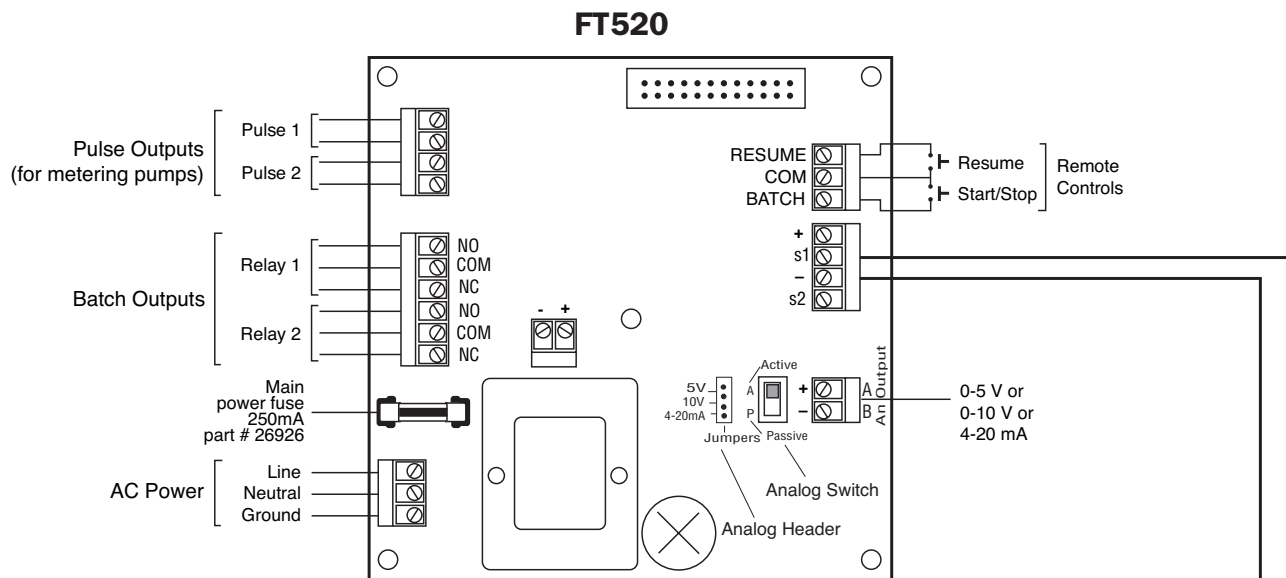 FT520
Pulse Outputs
(for metering pumps)
Pulse 1
Pulse 2
Batch Outputs
Relay 1
Relay 2
NO
COM
NC
NO
COM
NC
Main
power fuse
250mA
part # 26926
AC Power
Line
Neutral
Ground
- +
RESUME
COM
BATCH
Resume
Start/Stop
Remote
Controls
+
s1
–
s2
5V
10V
4-20mA
Jumpers
Active
A
P
Passive
+
–
A
B
An Output
0-5 V or
0-10 V or
4-20 mA
Analog Switch
Analog Header